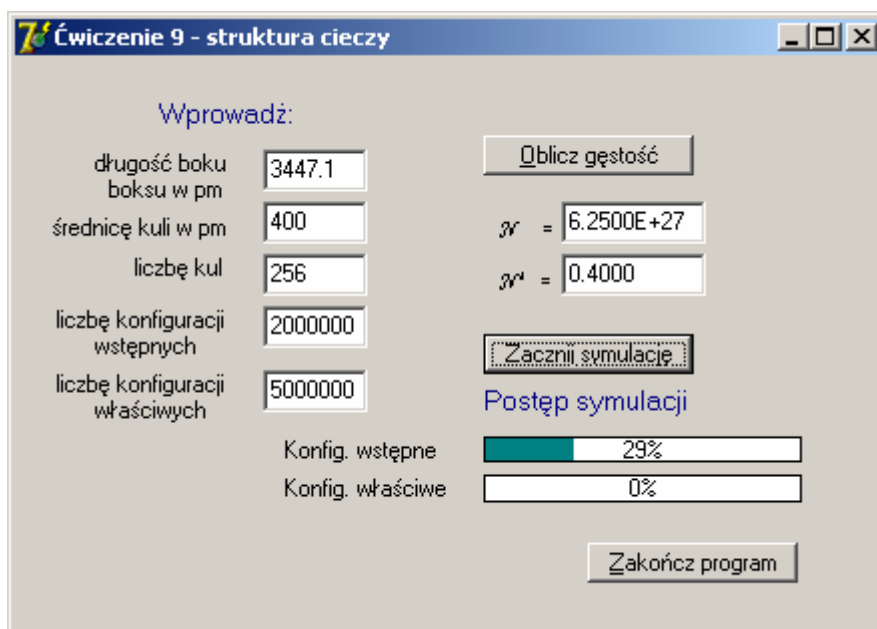 Ćwiczenie 9 - struktura cieczy
Wprowadź:
długość boku
boksu w pm
3447.1
Oblicz gęstość
średnicę kuli w pm
400
𝒩 = 6.2500E+27
liczbę kul
256
𝒩* = 0.4000
liczbę konfiguracji
wstępnych
2000000
Zacznij symulację
liczbę konfiguracji
właściwych
5000000
Postęp symulacji
Konfig. wstępne
29%
Konfig. właściwe
0%
Zakończ program